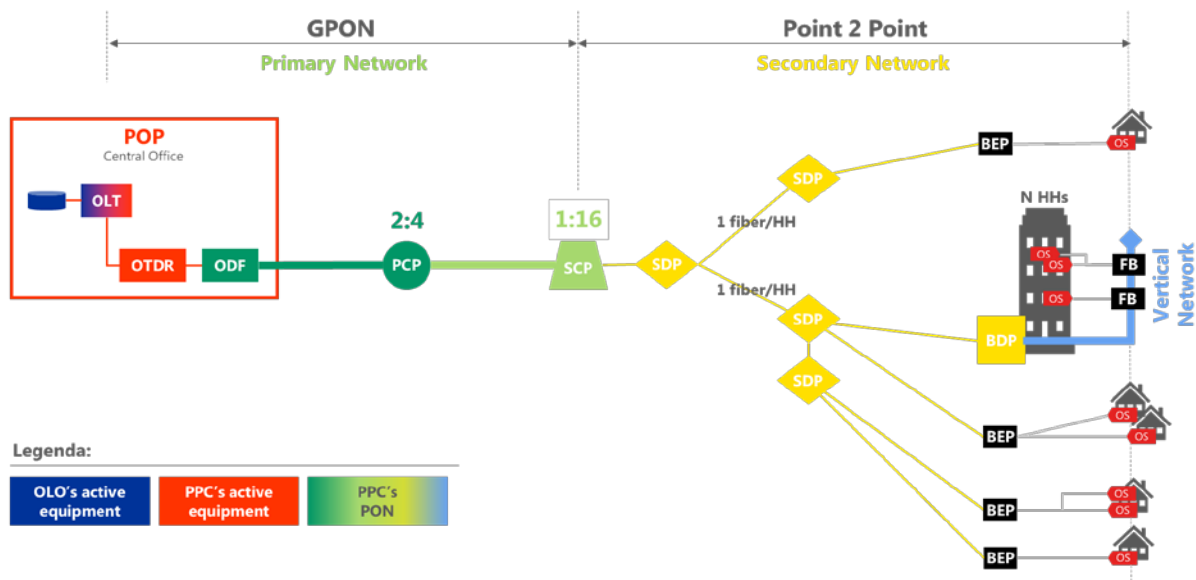 GPON
Point 2 Point
Primary Network
Secondary Network
POP
Central Office
OLT
OTDR
ODF
2:4
PCP
1:16
SCP
SDP
1 fiber/HH
1 fiber/HH
SDP
SDP
SDP
BEP
OS
N HHs
OS
OS
OS
FB
FB
BDP
Vertical
Network
BEP
OS
OS
BEP
OS
OS
BEP
OS
Legenda:
OLO's active
equipment
PPC's active
equipment
PPC's
PON